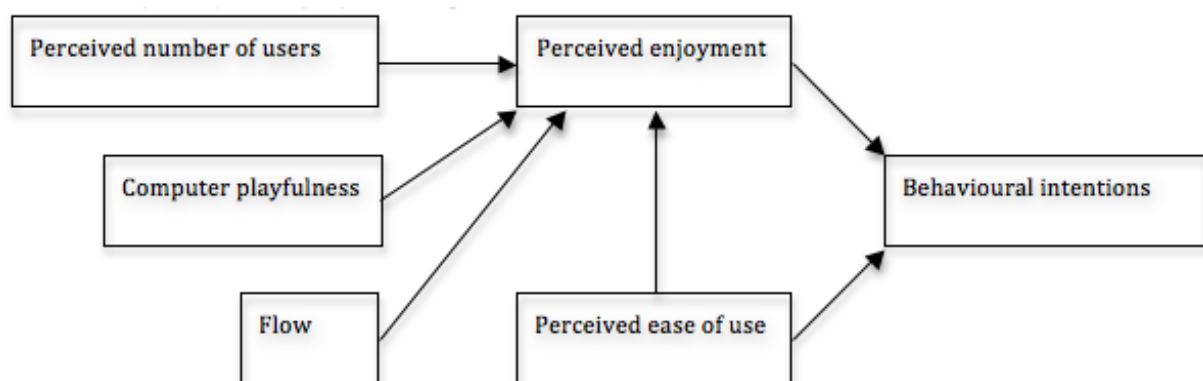 Perceived number of users
Perceived enjoyment
Computer playfulness
Behavioural intentions
Flow
Perceived ease of use